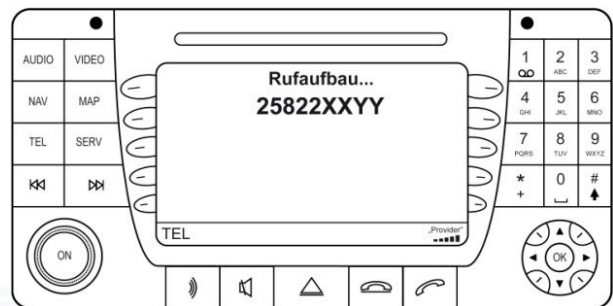 AUDIO VIDEO
NAV MAP
TEL SERV
ON
Rufaufbau...
25822XXYY
TEL
„Provider“
1 2 3
ABC DEF
4 5 6
GHI JKL MNO
7 8 9
PQRS TUV WXYZ
* 0 #
+
OK